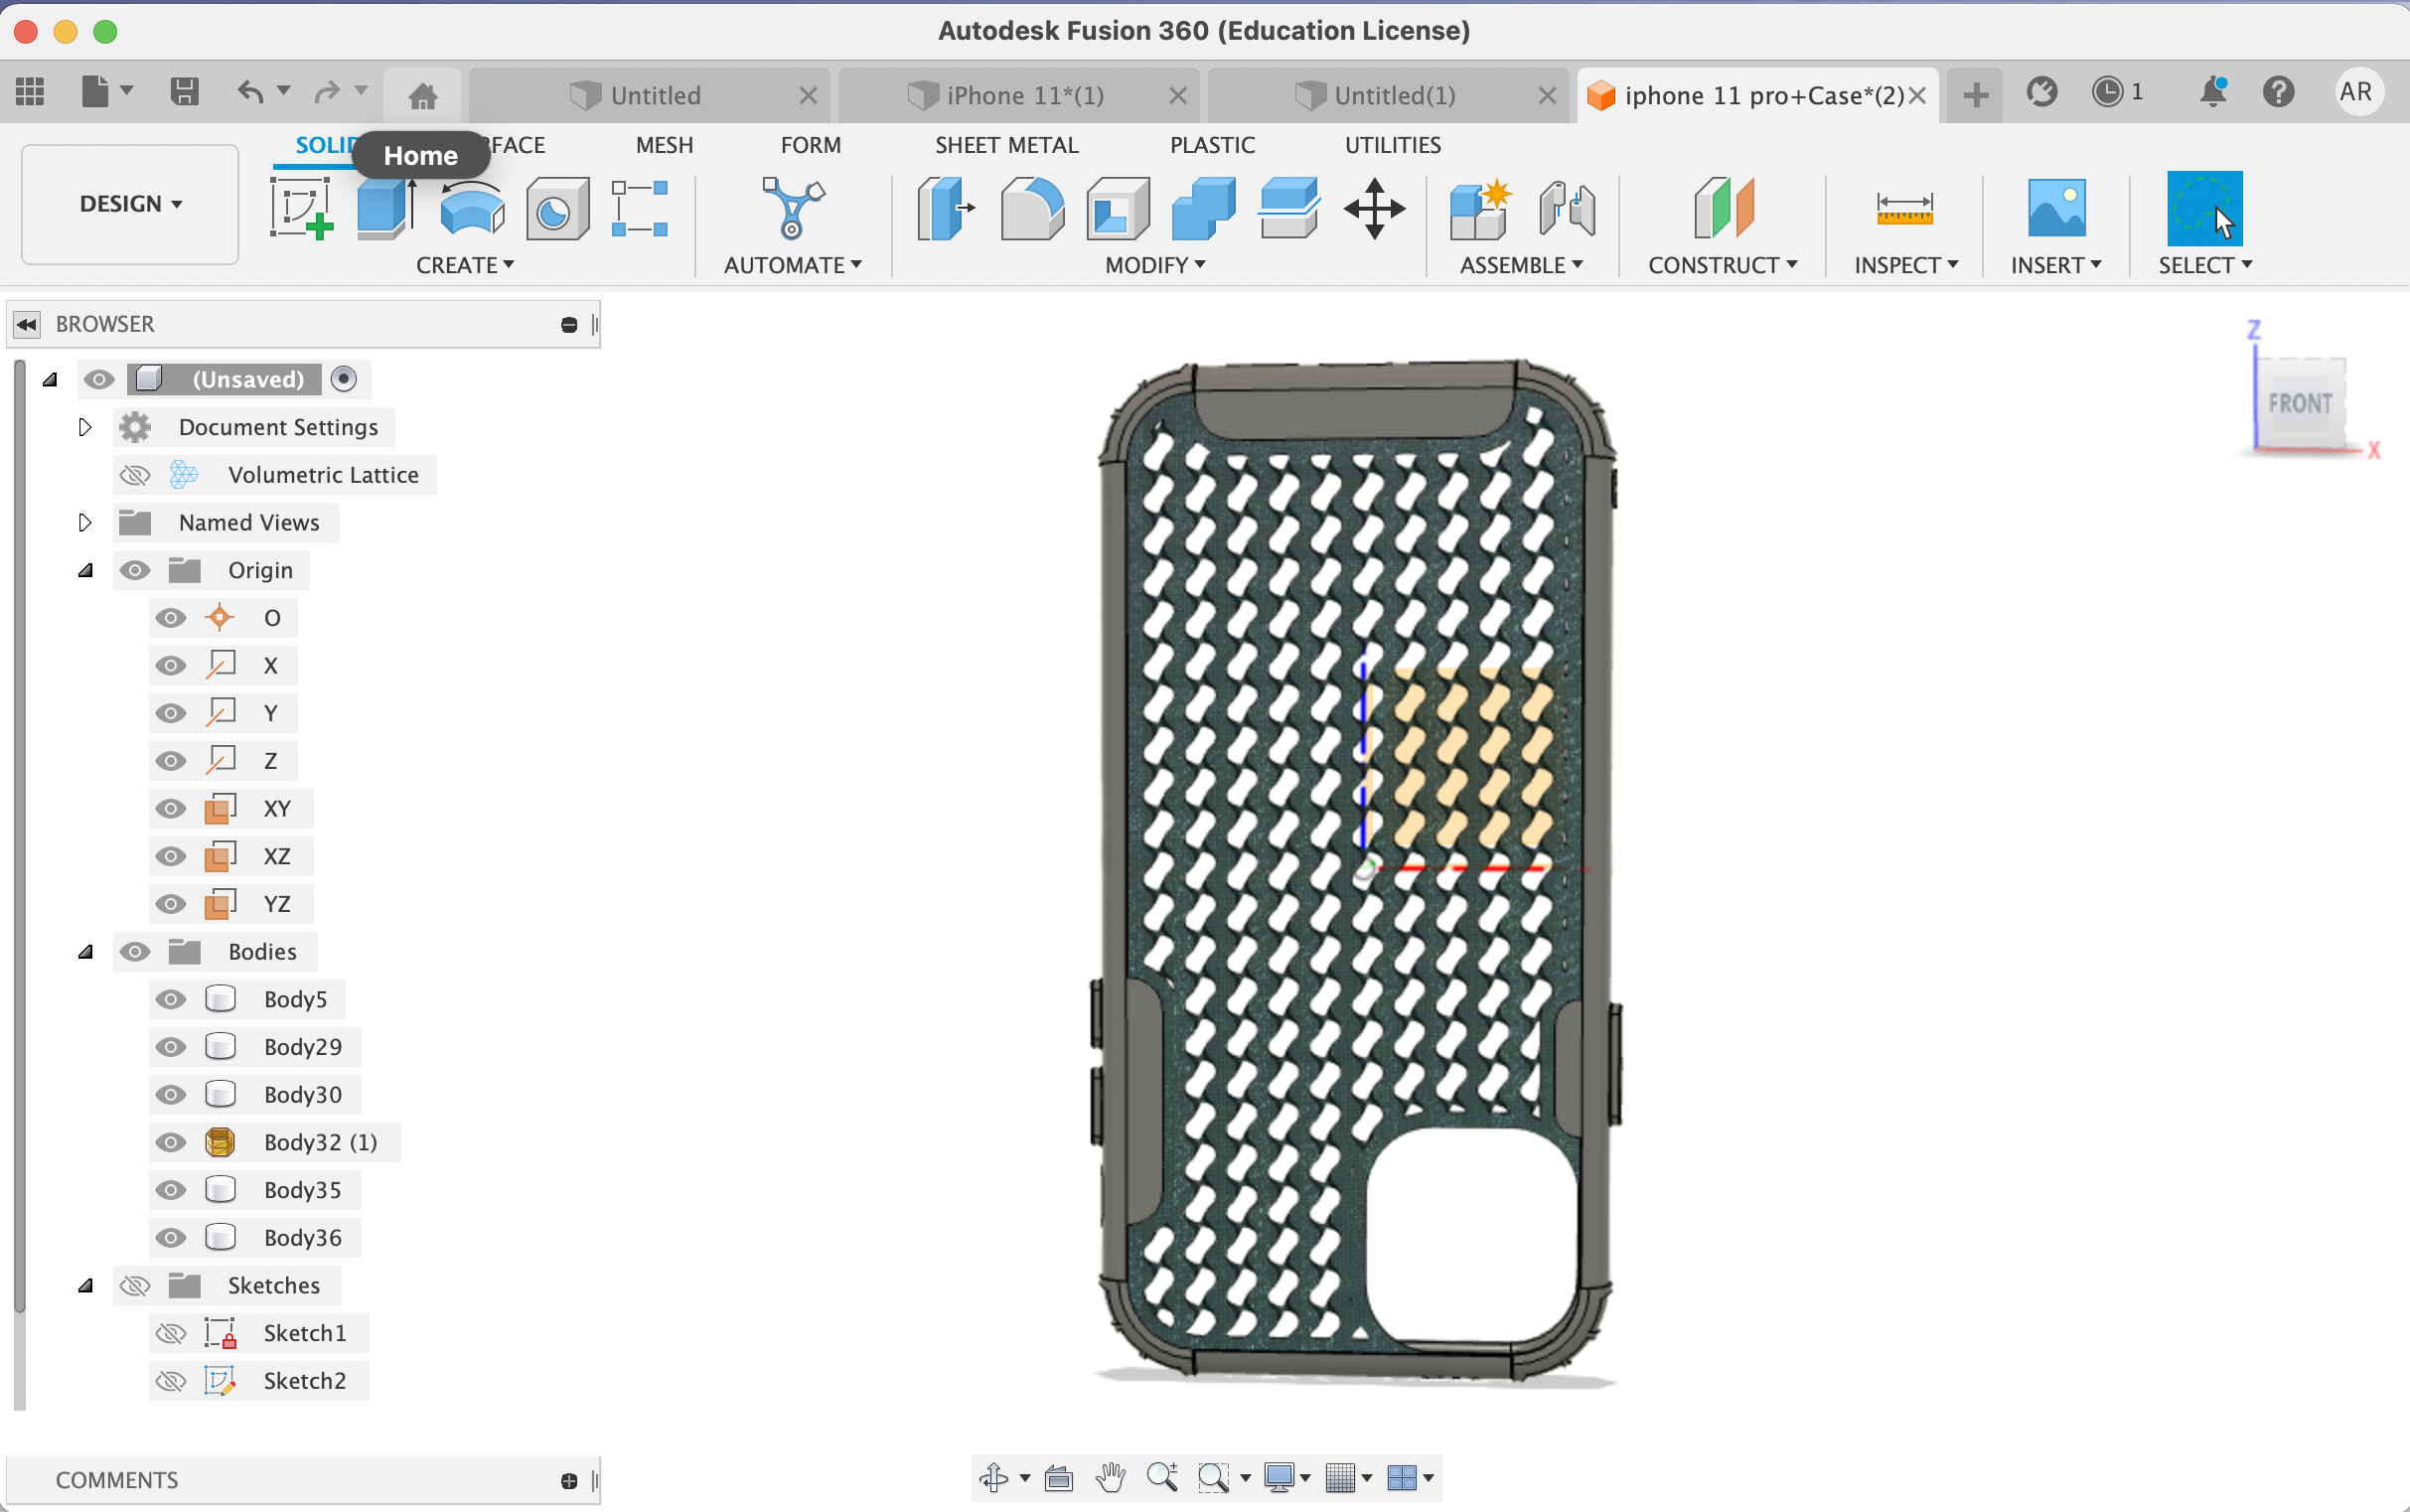 Autodesk Fusion 360 (Education License)
Untitled
iPhone 11*(1)
Untitled(1)
iphone 11 pro+Case*(2)
1
AR
SOLID
RFACE
MESH
FORM
SHEET METAL
PLASTIC
UTILITIES
Home
DESIGN
CREATE
AUTOMATE
MODIFY
ASSEMBLE
CONSTRUCT
INSPECT
INSERT
SELECT
BROWSER
(Unsaved)
Document Settings
Volumetric Lattice
Named Views
Origin
O
X
Y
Z
XY
XZ
YZ
Bodies
Body5
Body29
Body30
Body32 (1)
Body35
Body36
Sketches
Sketch1
Sketch2
COMMENTS
Z
FRONT
X